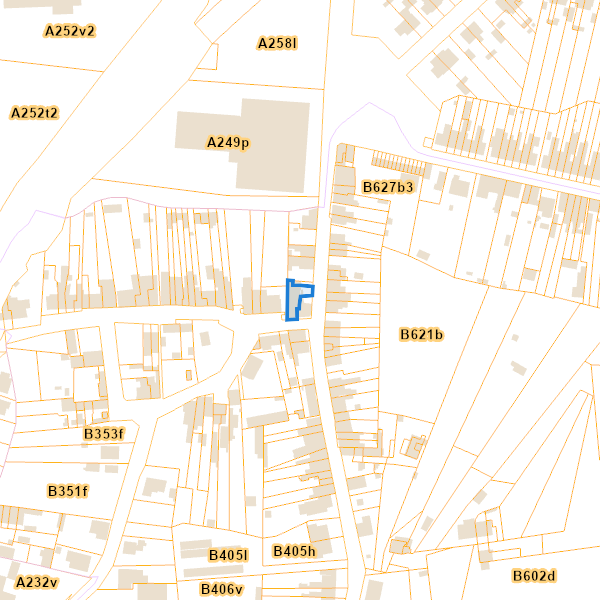 A252v2
A258l
A252t2
A249p
B627b3
B621b
B353f
B351f
B405l
B405h
A232v
B406v
B602d